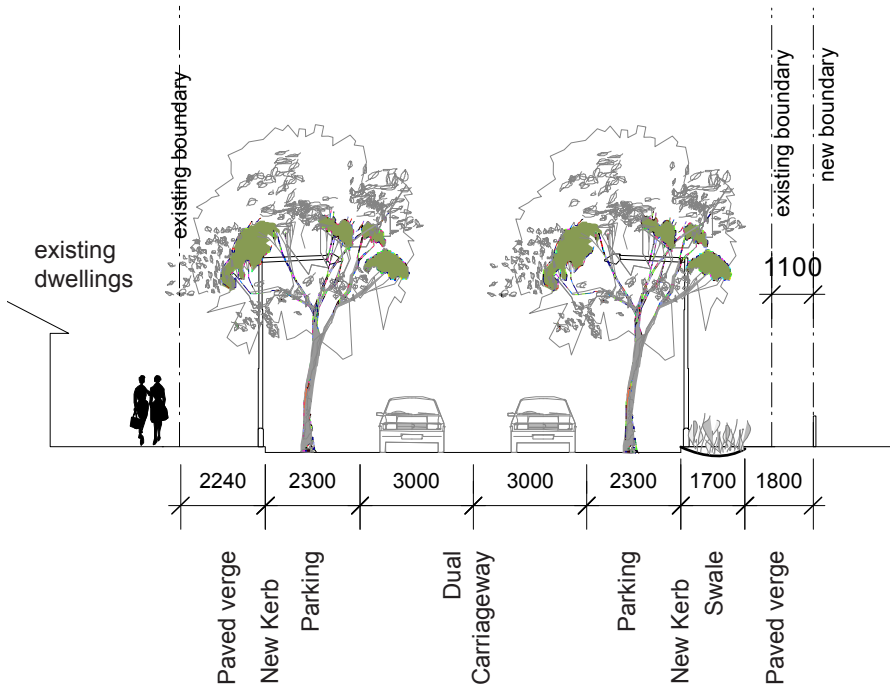 existing boundary
existing boundary
new boundary
existing
dwellings
1100
2240
2300
3000
3000
2300
1700
1800
Paved verge
New Kerb
Parking
Dual
Carriageway
Parking
New Kerb
Swale
Paved verge